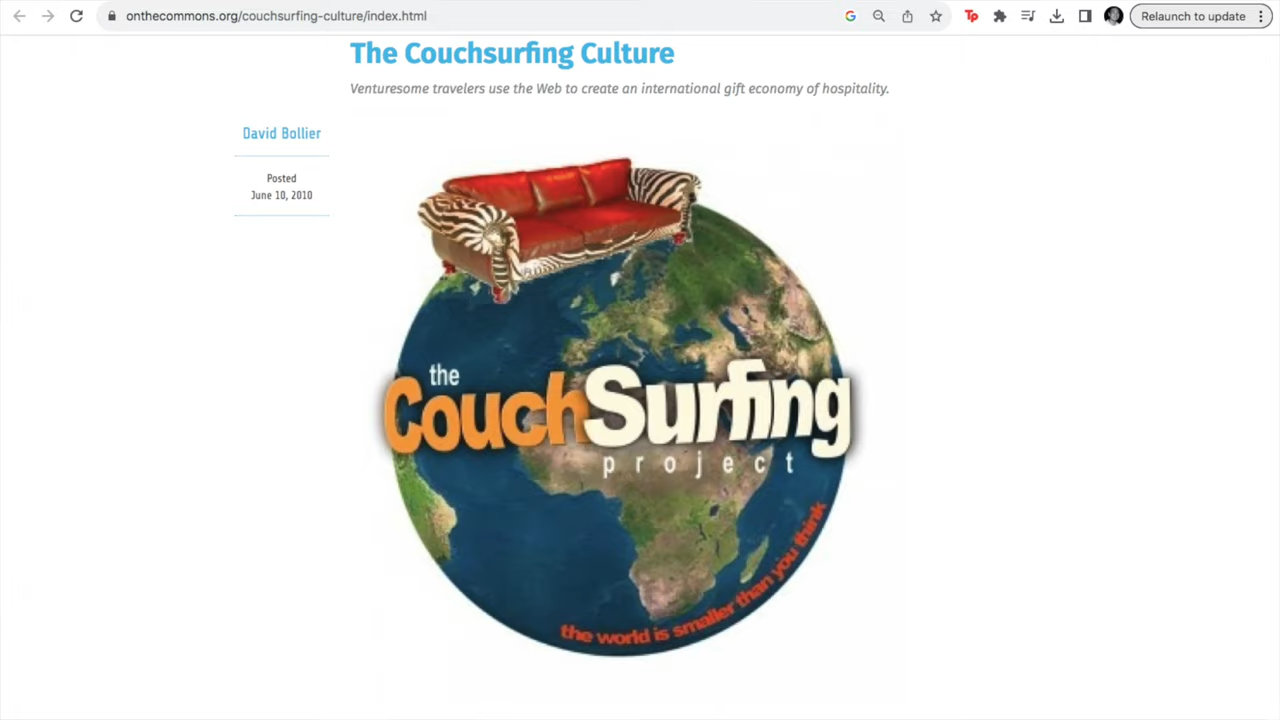 onthecommons.org/couchsurfing-culture/index.html
Relaunch to update
The Couchsurfing Culture
Venturesome travelers use the Web to create an international gift economy of hospitality.
David Bollier
Posted
June 10, 2010
the
CouchSurfing
project
the world is smaller than you think